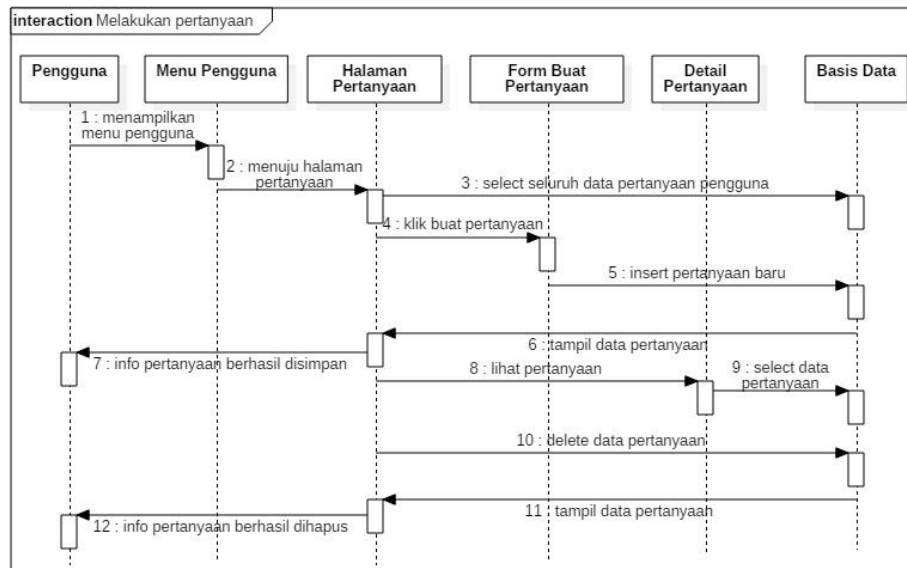 interaction Melakukan pertanyaan
Pengguna
Menu Pengguna
Halaman
Pertanyaan
Form Buat
Pertanyaan
Detail
Pertanyaan
Basis Data
1 : menampilkan
menu pengguna
2 : menuju halaman
pertanyaan
3 : select seluruh data pertanyaan pengguna
4 : klik buat pertanyaan
5 : insert pertanyaan baru
6 : tampil data pertanyaan
7 : info pertanyaan berhasil disimpan
8 : lihat pertanyaan
9 : select data
pertanyaan
10 : delete data pertanyaan
11 : tampil data pertanyaan
12 : info pertanyaan berhasil dihapus